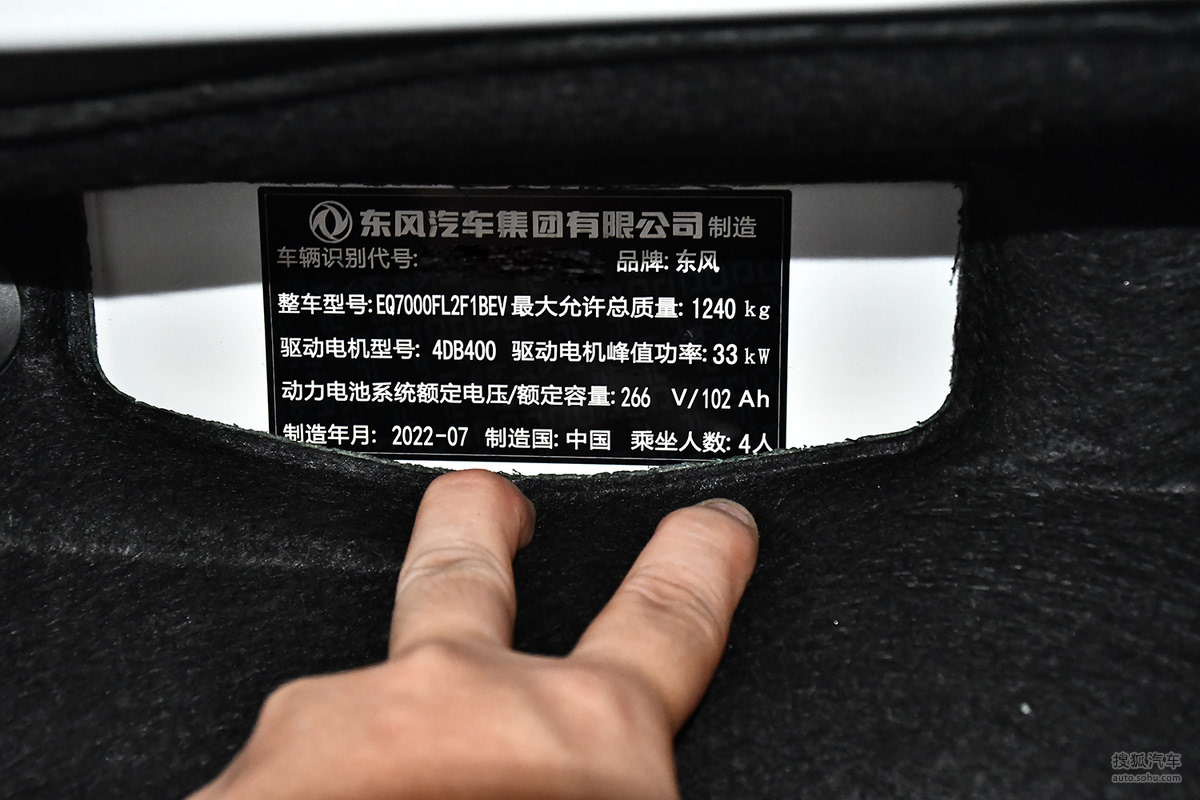 东风汽车集团有限公司 制造
车辆识别代号: 品牌: 东风
整车型号: EQ7000FL2F1BEV 最大允许总质量: 1240 kg
驱动电机型号: 4DB400 驱动电机峰值功率: 33 kW
动力电池系统额定电压/额定容量: 266 V/102 Ah
制造年月: 2022-07 制造国: 中国 乘坐人数: 4人
搜狐汽车
auto.sohu.com